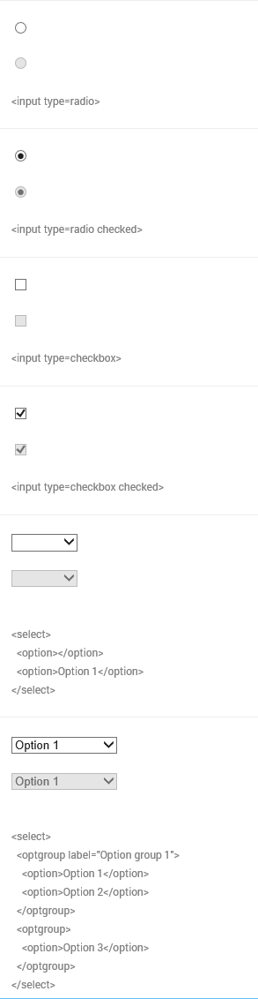 <input type=radio>
<input type=radio checked>
<input type=checkbox>
<input type=checkbox checked>
<select>
<option></option>
<option>Option 1</option>
</select>
Option 1
Option 1
<select>
<optgroup label="Option group 1">
<option>Option 1</option>
<option>Option 2</option>
</optgroup>
<optgroup>
<option>Option 3</option>
</optgroup>
</select>